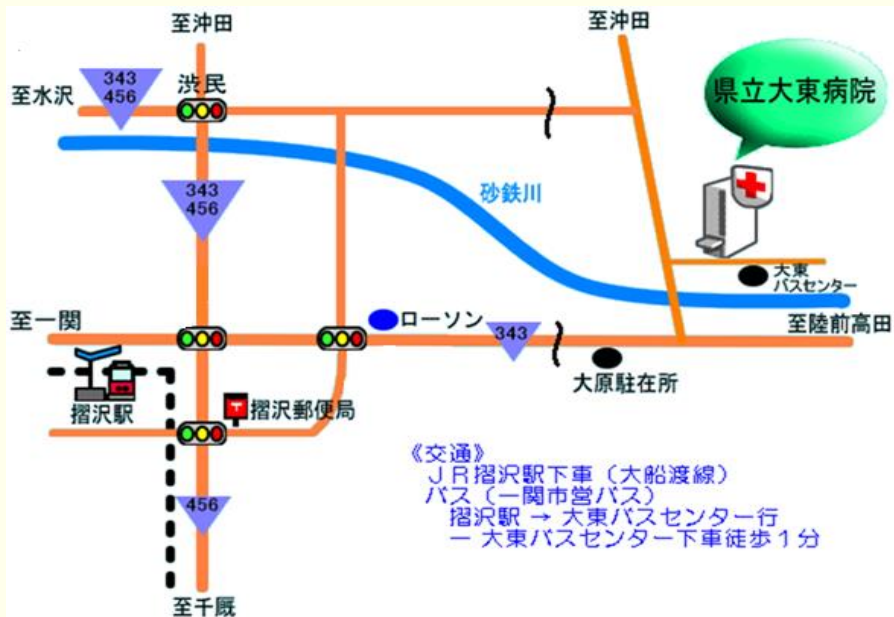 至沖田
至沖田
343
456
渋民
至水沢
県立大東病院
343
456
砂鉄川
大東
バスセンター
至一関
ローソン
343
至陸前高田
大原駐在所
摺沢駅
〒
摺沢郵便局
《交通》
ＪＲ摺沢駅下車（大船渡線）
バス（一関市営バス）
摺沢駅 → 大東バスセンター行
― 大東バスセンター下車徒歩１分
456
至千厩